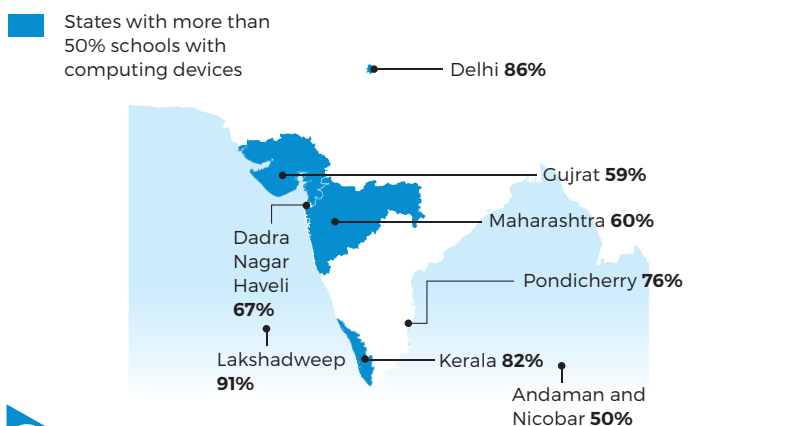 States with more than
50% schools with
computing devices
Delhi 86%
Gujrat 59%
Maharashtra 60%
Dadra
Nagar
Haveli
67%
Pondicherry 76%
Lakshadweep
91%
Kerala 82%
Andaman and
Nicobar 50%